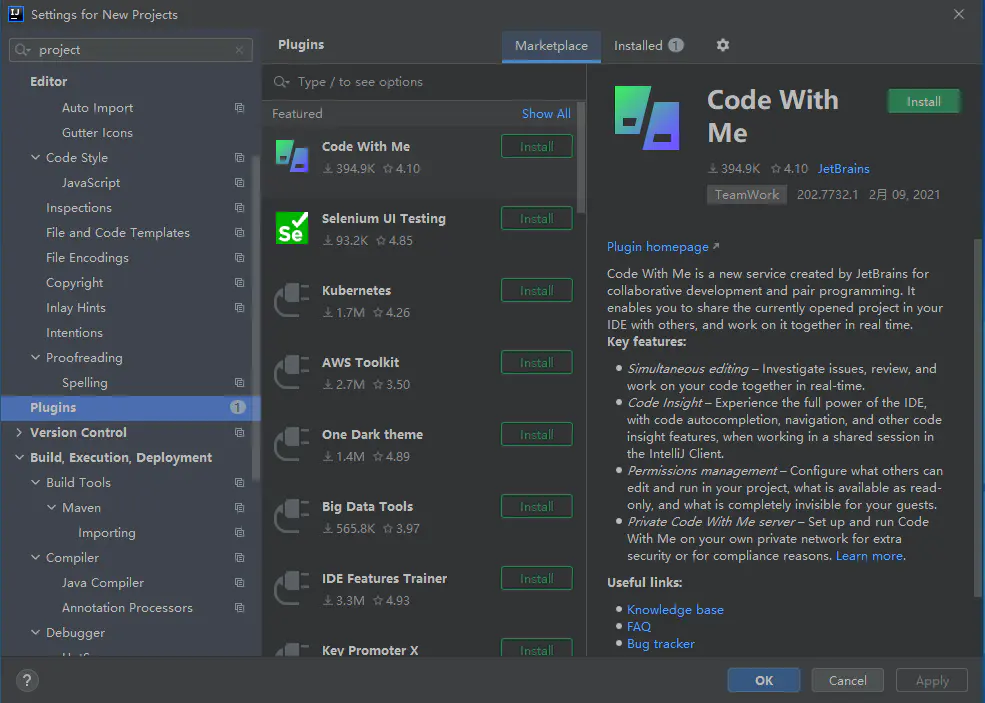 IJ
Settings for New Projects
project
Editor
Auto Import
Gutter Icons
Code Style
JavaScript
Inspections
File and Code Templates
File Encodings
Copyright
Inlay Hints
Intentions
Proofreading
Spelling
Plugins 1
Version Control
Build, Execution, Deployment
Build Tools
Maven
Importing
Compiler
Java Compiler
Annotation Processors
Debugger
Plugins
Marketplace
Installed 1
Type / to see options
Featured
Show All
Code With Me
394.9K 4.10
Install
Se
Selenium UI Testing
93.2K 4.85
Install
Kubernetes
1.7M 4.26
Install
AWS Toolkit
2.7M 3.50
Install
One Dark theme
1.4M 4.89
Install
Big Data Tools
565.8K 3.97
Install
IDE Features Trainer
3.3M 4.93
Install
Key Promoter X
Install
Code With
Me
Install
394.9K 4.10 JetBrains
TeamWork 202.7732.1 2月 09, 2021
Plugin homepage
Code With Me is a new service created by JetBrains for
collaborative development and pair programming. It
enables you to share the currently opened project in your
IDE with others, and work on it together in real time.
Key features:
Simultaneous editing – Investigate issues, review, and
work on your code together in real-time.
Code Insight – Experience the full power of the IDE,
with code autocompletion, navigation, and other code
insight features, when working in a shared session in
the IntelliJ Client.
Permissions management – Configure what others can
edit and run in your project, what is available as read-
only, and what is completely invisible for your guests.
Private Code With Me server – Set up and run Code
With Me on your own private network for extra
security or for compliance reasons. Learn more.
Useful links:
Knowledge base
FAQ
Bug tracker
?
OK
Cancel
Apply